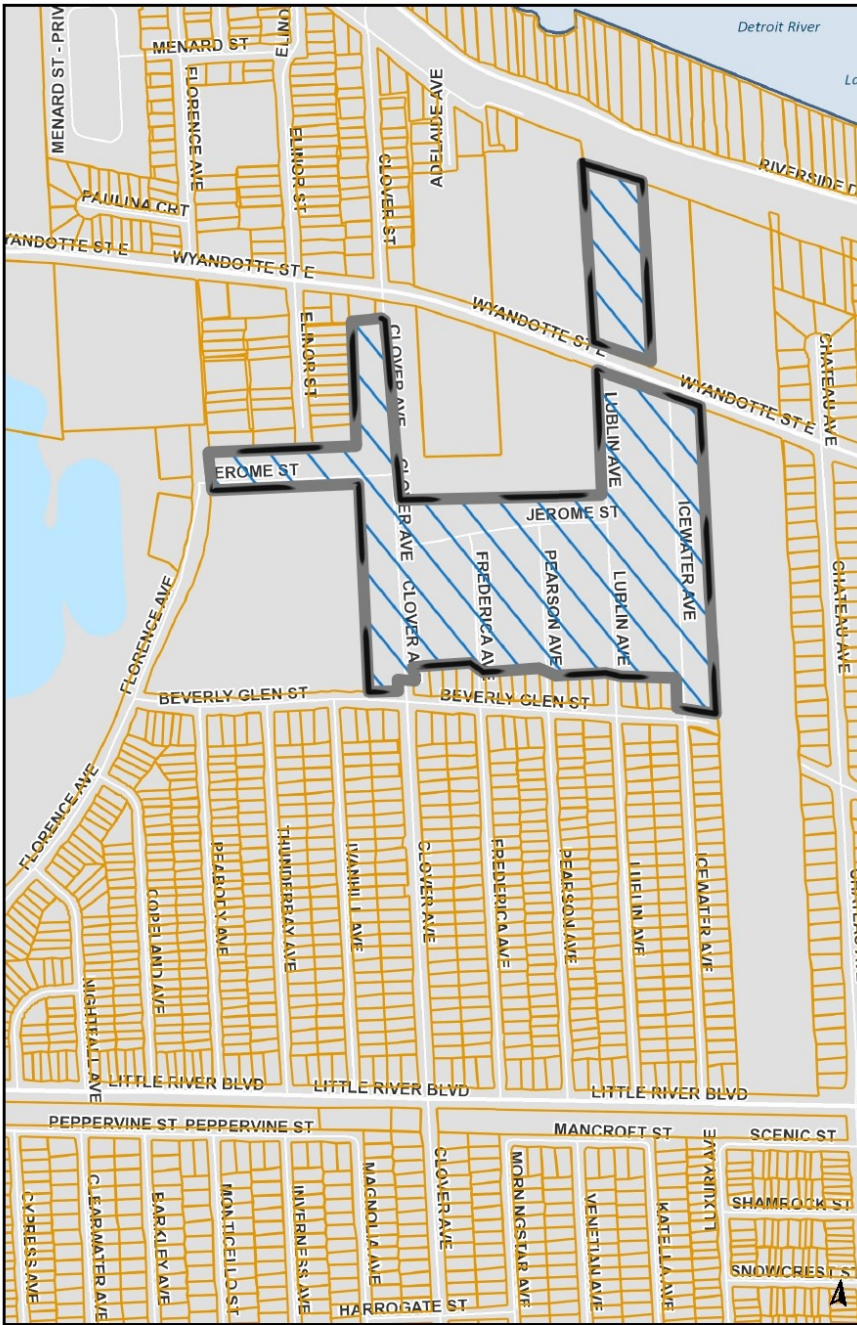 Detroit River
La
MENARD ST - PRIV
MENARD ST
ELINO
FLORENCE AVE
ELINOR ST
CLOVER ST
ADELAIDE AVE
RIVERSIDE D
PAULINA CRT
YANDOTTE ST E
WYANDOTTE ST E
WYANDOTTE ST E
WYANDOTTE ST E
ELINOR ST
CLOVER AVE
CHATEAU AVE
LUBLIN AVE
EROME ST
CLOVER AVE
JEROME ST
ICEWATER AVE
FREDERICA AVE
PEARSON AVE
LUBLIN AVE
CLOVER A
CHATEAU AVE
FLORENCE AVE
BEVERLY GLEN ST
BEVERLY GLEN ST
FLORENCE AVE
COPELAND AVE
PEABODY AVE
THUNDERBAY AVE
IVANHILL AVE
CLOVER AVE
FREDERICA AVE
PEARSON AVE
LUBLIN AVE
ICEWATER AVE
NIGHTFALL AVE
LITTLE RIVER BLVD
LITTLE RIVER BLVD
LITTLE RIVER BLVD
PEPPERVINE ST
PEPPERVINE ST
MANCROFT ST
SCENIC ST
CYPRESS AVE
CLEARWATER AVE
BARKLEY AVE
MONTICELLO ST
INVERNESS AVE
MAGNOLIA AVE
CLOVER AVE
MORNINGSTAR AVE
VENETIAN AVE
KATELLA AVE
LUXURY AVE
SHAMROCK ST
SNOWCREST ST
HARROGATE ST